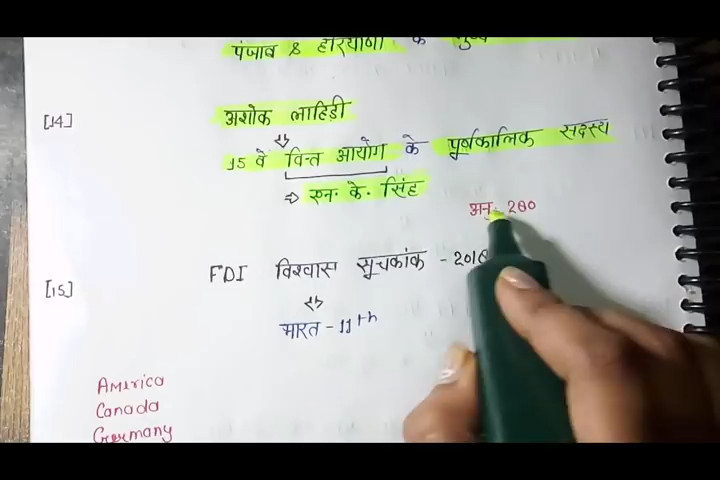 पंजाब & हरियाणा के मुख्य
[14]
अशोक लाहिड़ी
15 वे वित्त आयोग के पूर्णकालिक सदस्य
⇒ एन. के. सिंह
अनु. 280
[15]
FDI विश्वास सूचकांक - 2018
भारत - 11th
America
Canada
Germany